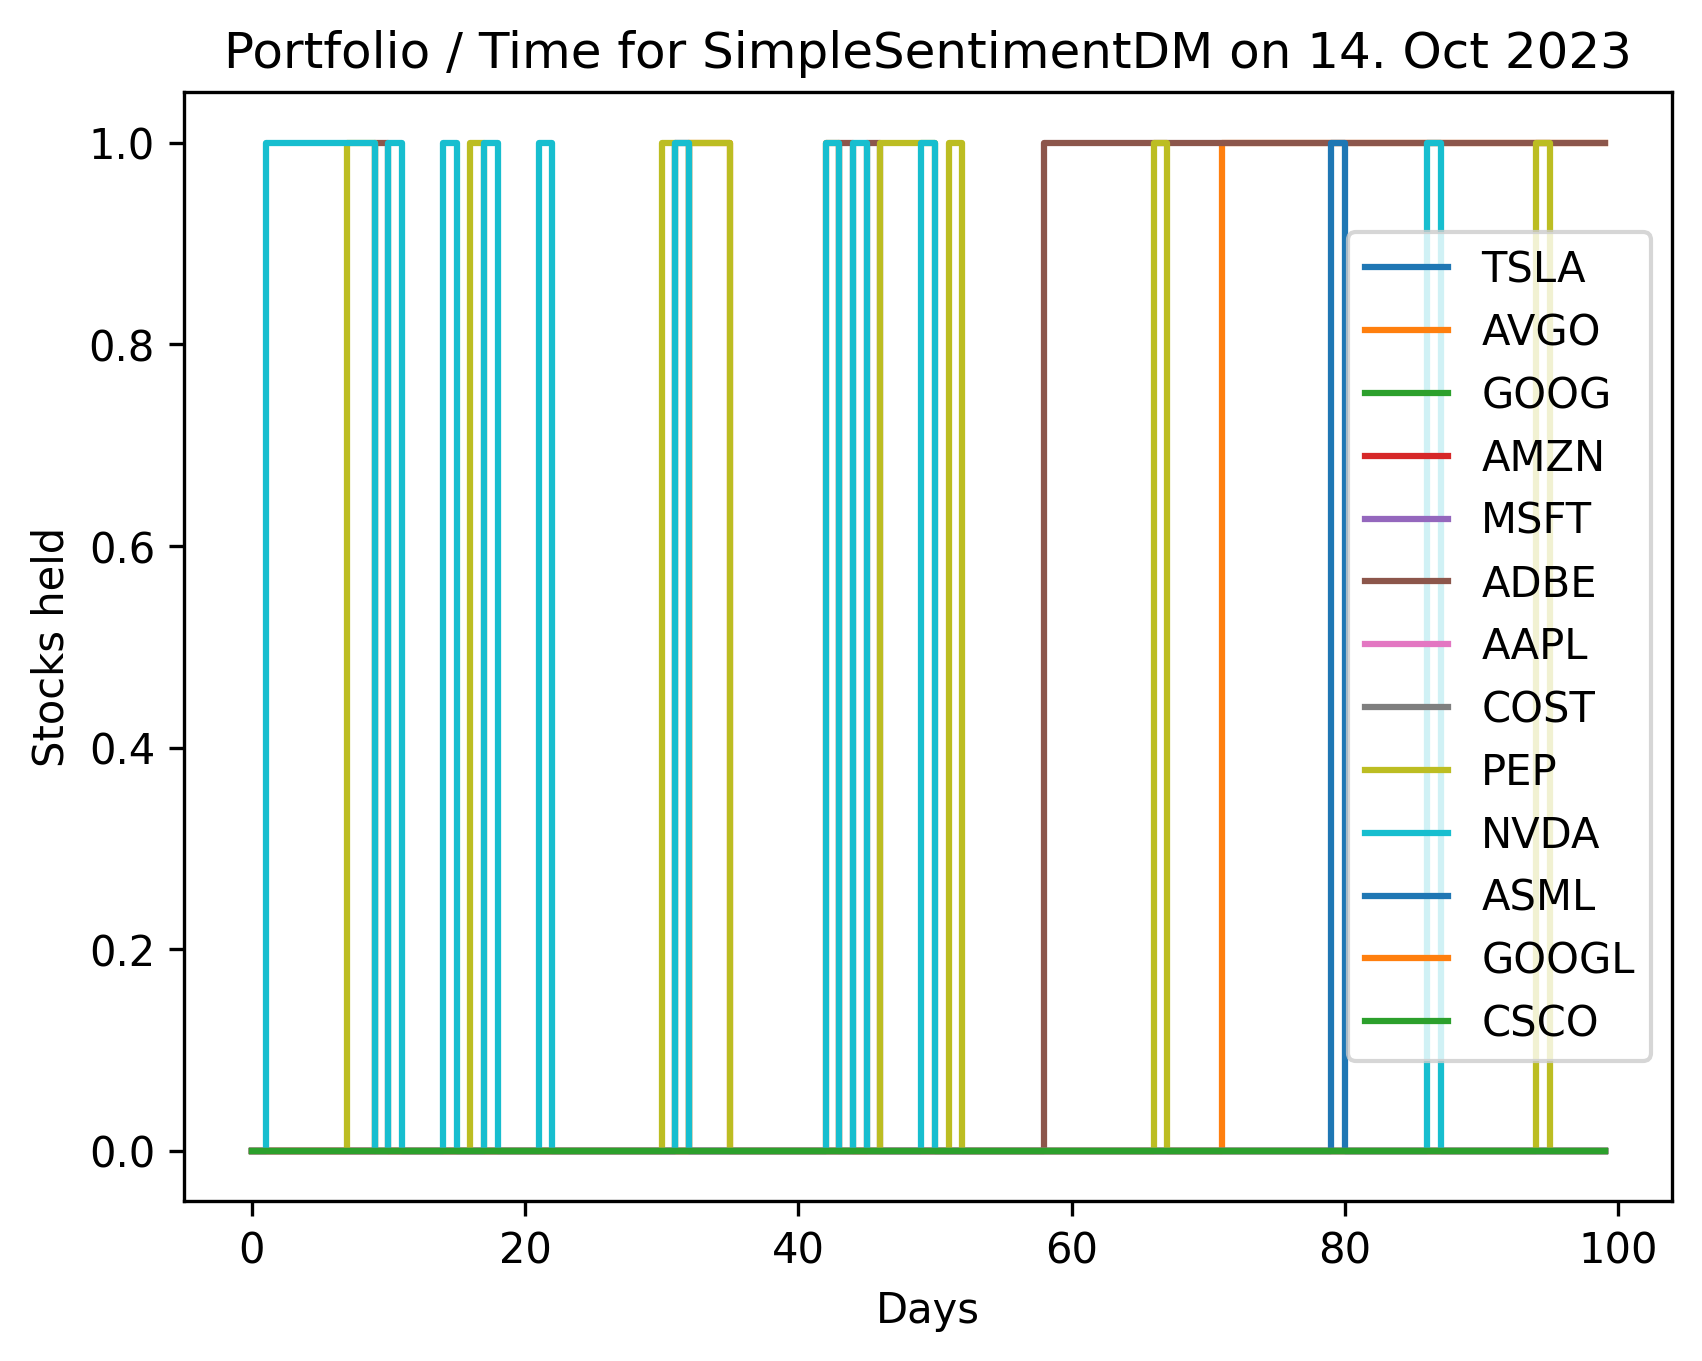 Portfolio / Time for SimpleSentimentDM on 14. Oct 2023
1.0
0.8
0.6
0.4
0.2
0.0
Stocks held
TSLA
AVGO
GOOG
AMZN
MSFT
ADBE
AAPL
COST
PEP
NVDA
ASML
GOOGL
CSCO
0 20 40 60 80 100
Days